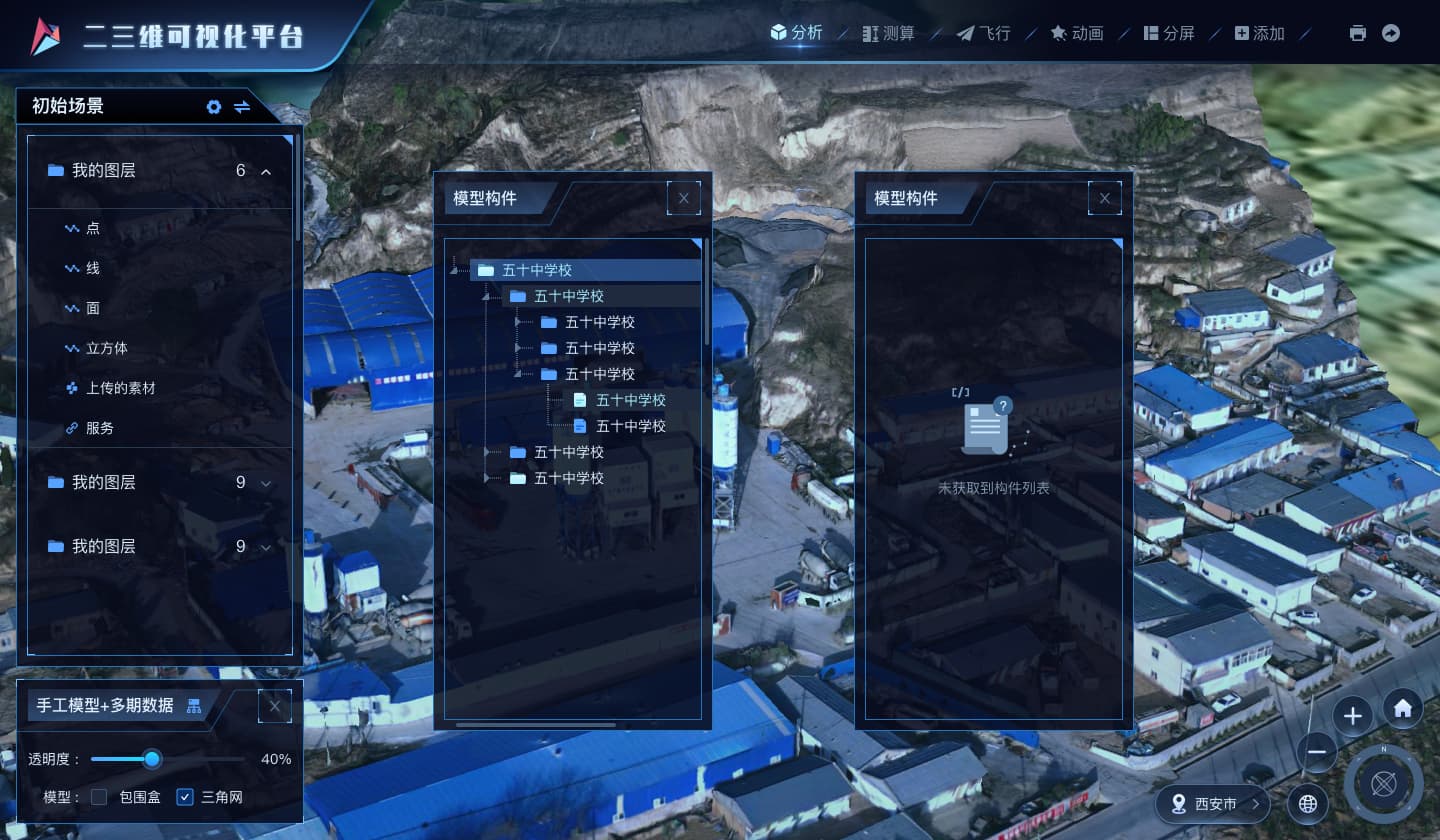 二三维可视化平台
分析
测算
飞行
动画
分屏
添加
初始场景
我的图层 6
点
线
面
立方体
上传的素材
服务
我的图层 9
我的图层 9
手工模型+多期数据
透明度： 40%
模型： 包围盒 三角网
模型构件
五十中学校
五十中学校
五十中学校
五十中学校
五十中学校
五十中学校
五十中学校
五十中学校
五十中学校
模型构件
[/]
?
未获取到构件列表
N
西安市